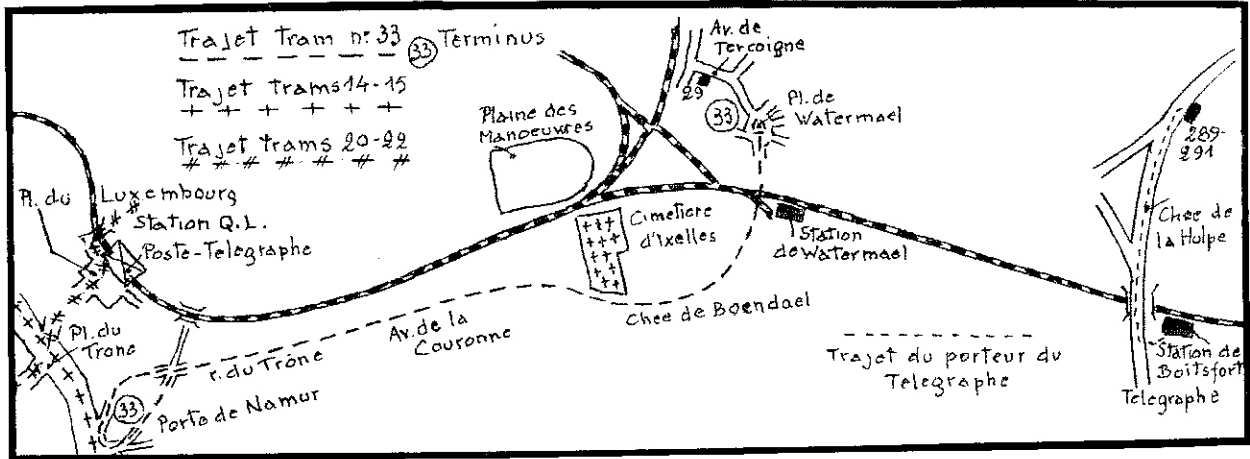 Trajet Tram nº 33
33 Terminus
Trajet trams 14-15
Trajet trams 20-22
Pl. du
Luxembourg
Station Q.L.
Poste-Telegraphe
Pl. du
Trone
33
Porte de Namur
r. du Trône
Av. de la
Couronne
Plaine des
Manoeuvres
Cimetiere
d'Ixelles
Chee de Boendael
Av. de
Tercoigne
29
33
Pl. de
Watermael
Station
de Watermael
Trajet du porteur du
Telegraphe
289-
291
Chee de
la Hulpe
Station de
Boitsfort
Telegraphe